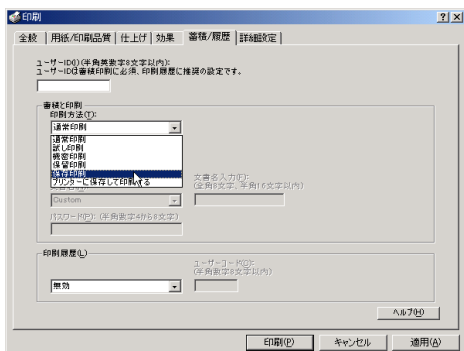 印刷
全般 用紙/印刷品質 仕上げ 効果 蓄積/履歴 詳細設定
ユーザーID(I)(半角英数字8文字以内):
ユーザーIDは蓄積印刷に必須、印刷履歴に推奨の設定です。
蓄積と印刷
印刷方法(T):
通常印刷
通常印刷
試し印刷
機密印刷
保留印刷
保存印刷
プリンターに保存して印刷する
文書名入力(F):
(全角8文字、半角16文字以内)
Custom
パスワード(P): (半角数字4から8文字)
印刷履歴(L)
ユーザーコード(C):
(半角数字8文字以内)
無効
ヘルプ(H)
印刷(P) キャンセル 適用(A)